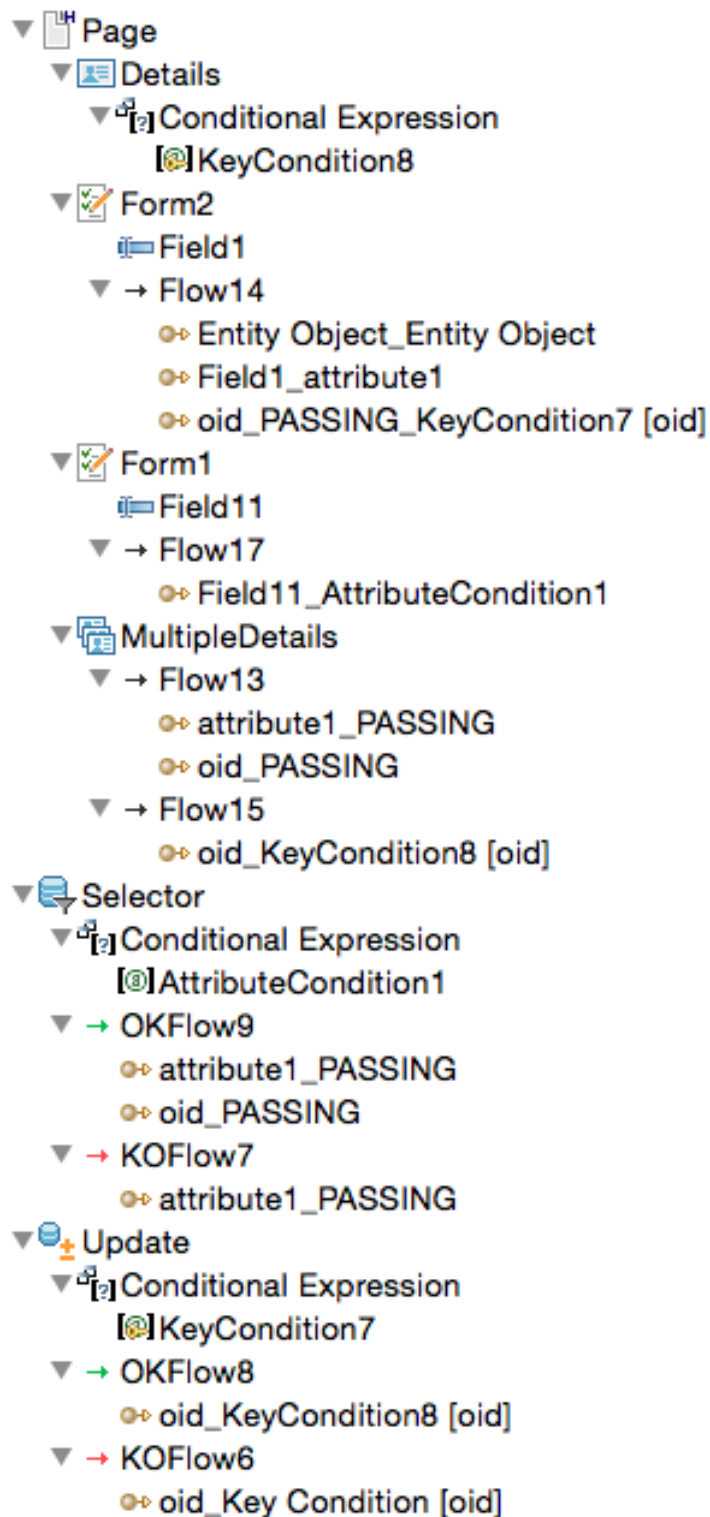 Page
Details
Conditional Expression
KeyCondition8
Form2
Field1
Flow14
Entity Object_Entity Object
Field1_attribute1
oid_PASSING_KeyCondition7 [oid]
Form1
Field11
Flow17
Field11_AttributeCondition1
MultipleDetails
Flow13
attribute1_PASSING
oid_PASSING
Flow15
oid_KeyCondition8 [oid]
Selector
Conditional Expression
AttributeCondition1
OKFlow9
attribute1_PASSING
oid_PASSING
KOFlow7
attribute1_PASSING
Update
Conditional Expression
KeyCondition7
OKFlow8
oid_KeyCondition8 [oid]
KOFlow6
oid_Key Condition [oid]